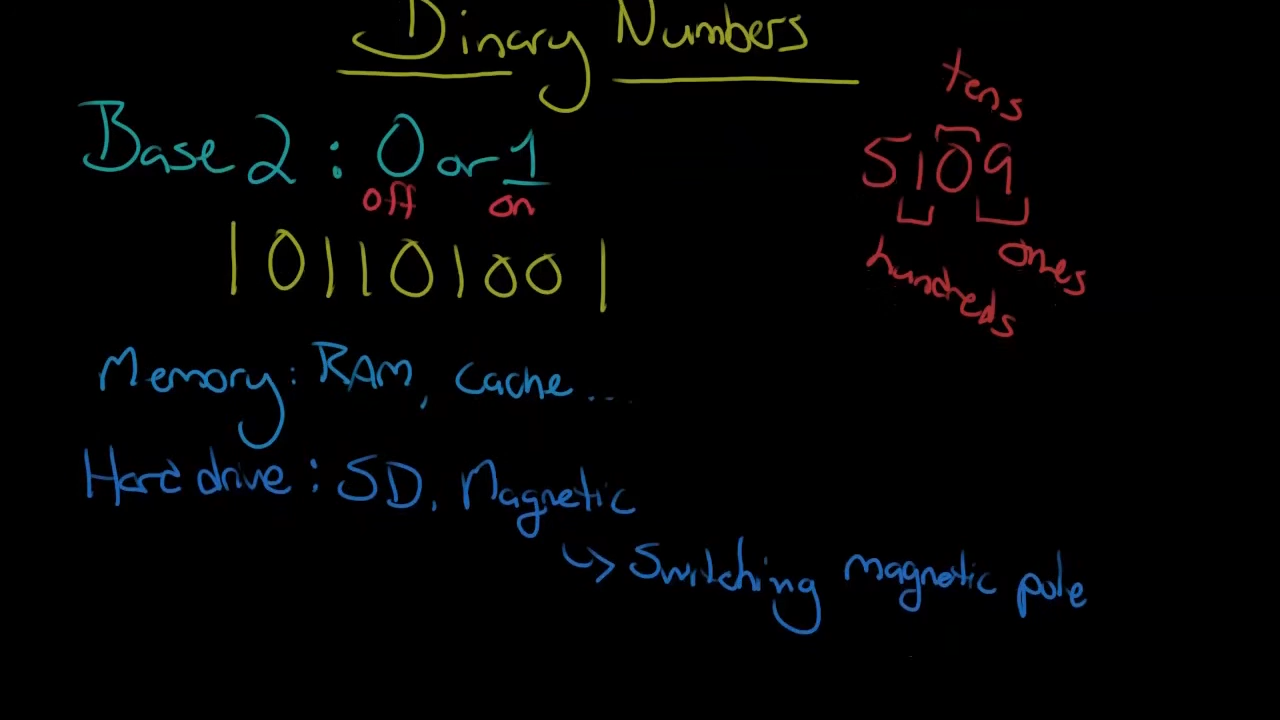 Binary Numbers
Base 2 : 0 or 1
off on
101101001
tens
5109
hundreds
ones
Memory: RAM, Cache....
Hard drive: SD, Magnetic
↳ Switching magnetic pole